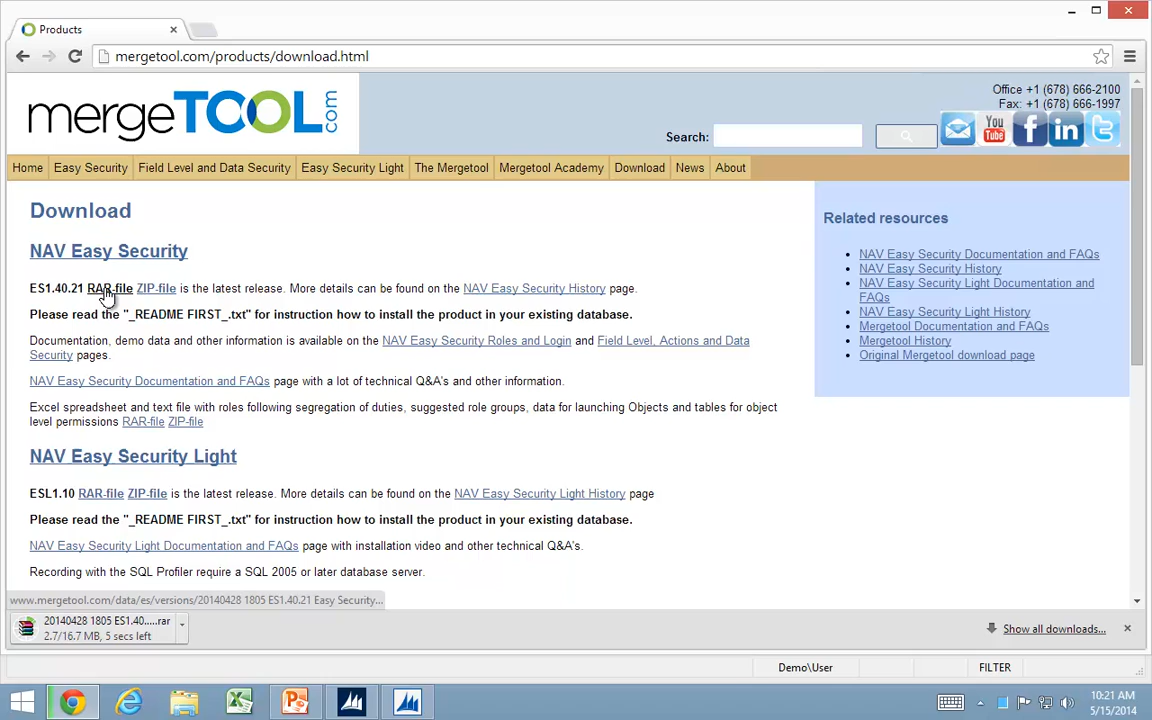 Products
mergetool.com/products/download.html
mergeTOOL.com
Office +1 (678) 666-2100
Fax: +1 (678) 666-1997
You
Tube
Search:
Home Easy Security Field Level and Data Security Easy Security Light The Mergetool Mergetool Academy Download News About
Download
NAV Easy Security
ES1.40.21 RAR-file ZIP-file is the latest release. More details can be found on the NAV Easy Security History page.
Please read the "_README FIRST_.txt" for instruction how to install the product in your existing database.
Documentation, demo data and other information is available on the NAV Easy Security Roles and Login and Field Level, Actions and Data
Security pages.
NAV Easy Security Documentation and FAQs page with a lot of technical Q&A's and other information.
Excel spreadsheet and text file with roles following segregation of duties, suggested role groups, data for launching Objects and tables for object
level permissions RAR-file ZIP-file
NAV Easy Security Light
ESL1.10 RAR-file ZIP-file is the latest release. More details can be found on the NAV Easy Security Light History page
Please read the "_README FIRST_.txt" for instruction how to install the product in your existing database.
NAV Easy Security Light Documentation and FAQs page with installation video and other technical Q&A's.
Recording with the SQL Profiler require a SQL 2005 or later database server.
Related resources
NAV Easy Security Documentation and FAQs
NAV Easy Security History
NAV Easy Security Light Documentation and
FAQs
NAV Easy Security Light History
Mergetool Documentation and FAQs
Mergetool History
Original Mergetool download page
www.mergetool.com/data/es/versions/20140428 1805 ES1.40.21 Easy Security...
20140428 1805 ES1.40.....rar
2.7/16.7 MB, 5 secs left
Show all downloads...
Demo\User
FILTER
10:21 AM
5/15/2014